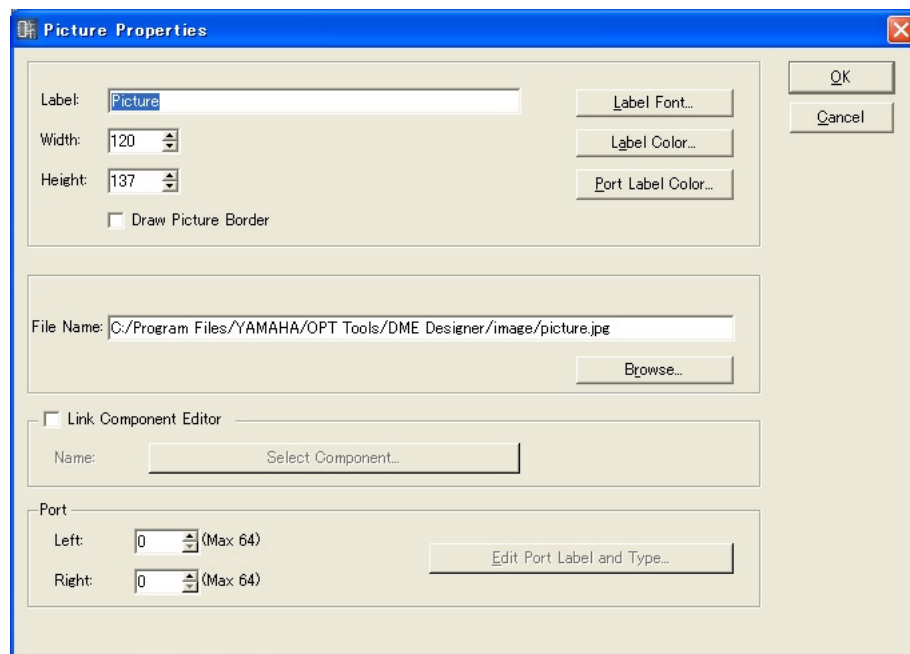 Picture Properties
Label: Picture
Label Font...
OK
Cancel
Width: 120
Label Color...
Height: 137
Port Label Color...
Draw Picture Border
File Name: C:/Program Files/YAMAHA/OPT Tools/DME Designer/image/picture.jpg
Browse...
Link Component Editor
Name: Select Component...
Port
Left: 0 (Max 64)
Edit Port Label and Type...
Right: 0 (Max 64)